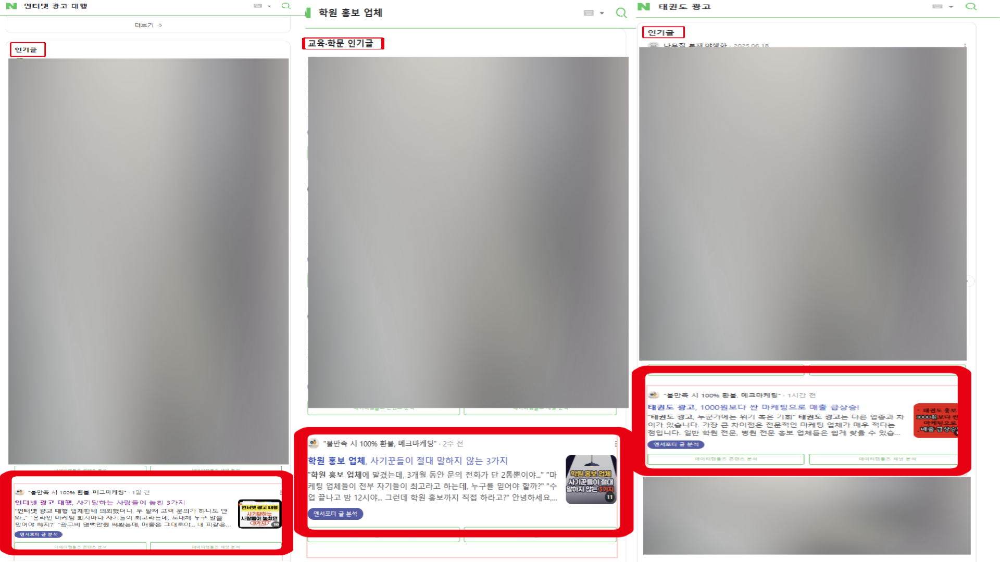 인터넷 광고 대행
더보기 →
인기글
"불만족 시 100% 환불, 메크마케팅" · 1일 전
인터넷 광고 대행, 사기당하는 사람들이 놓친 3가지
"인터넷 광고 대행 업체한테 의뢰했더니, 두 달째 고객 문의가 하나도 안
와..." "온라인 마케팅 회사마다 자기들이 최고라는데, 도대체 누구 말을
믿어야 하지?" "광고비 몇백만원 써봤는데, 매출은 그대로야... 내 피같은...
인터넷 광고 대행
사기당하는
사람들이 놓쳤던
3가지
엔서포터 글 분석
데이터랩툴즈 콘텐츠 분석
데이터랩툴즈 채널 분석
학원 홍보 업체
교육·학문 인기글
"불만족 시 100% 환불, 메크마케팅" · 2주 전
학원 홍보 업체, 사기꾼들이 절대 말하지 않는 3가지
"학원 홍보 업체에 맡겼는데, 3개월 동안 문의 전화가 단 2통뿐이야..." "마
케팅 업체들이 전부 자기들이 최고라고 하는데, 누구를 믿어야 할까?" "수
업 끝나고 밤 12시야... 그런데 학원 홍보까지 직접 하라고?" 안녕하세요,...
학원 홍보 업체
사기꾼들이 절대
말하지 않는 3가지
11
엔서포터 글 분석
태권도 광고
인기글
나무집 분재 야생화 · 2025.06.18
"불만족 시 100% 환불, 메크마케팅" · 1시간 전
태권도 광고, 1000원보다 싼 마케팅으로 매출 급상승!
"태권도 광고, 누군가에는 위기 혹은 기회" 태권도 광고는 다른 업종과 차
이가 있습니다. 가장 큰 차이점은 전문적인 마케팅 업체가 매우 적다는
점입니다. 일반 학원 전문, 병원 전문 홍보 업체들은 쉽게 찾을 수 있습...
태권도 홍보
1000원보다 싼
마케팅으로
매출 급상승
엔서포터 글 분석
데이터랩툴즈 콘텐츠 분석
데이터랩툴즈 채널 분석